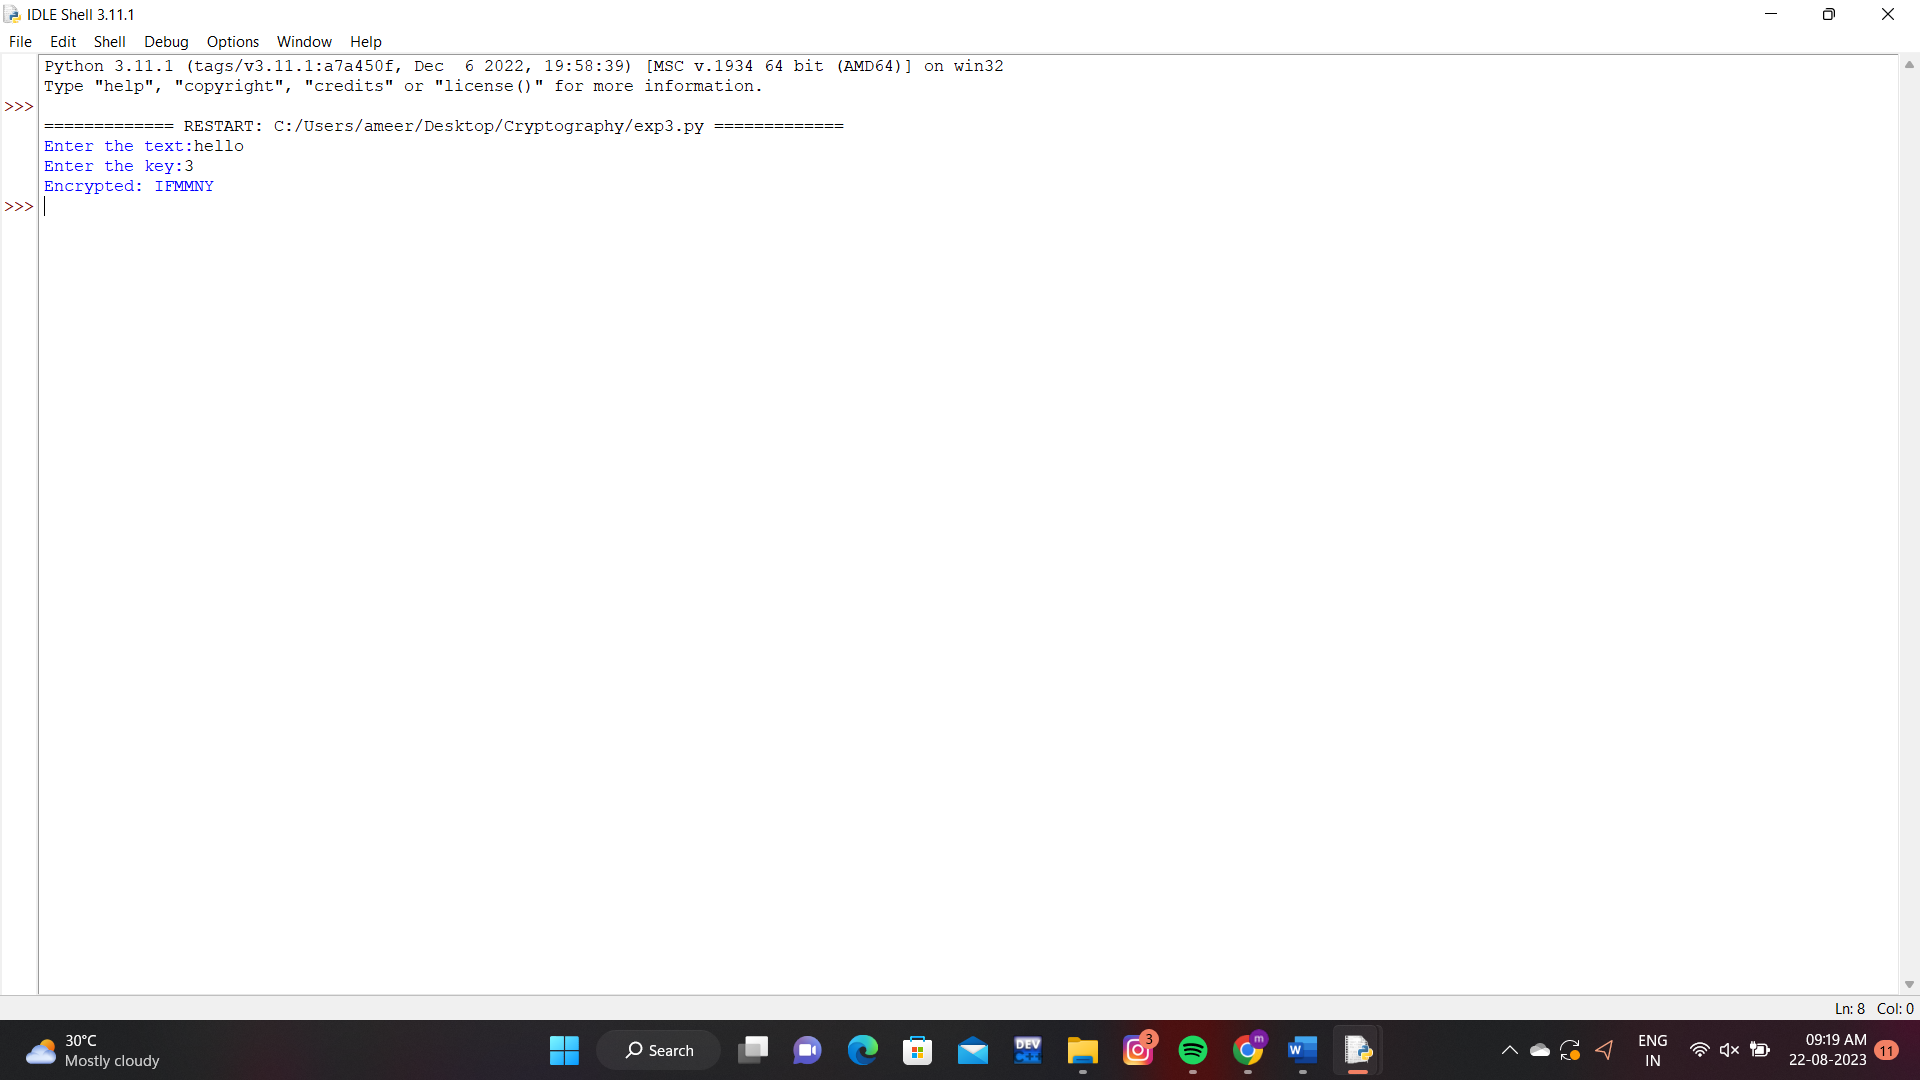 IDLE Shell 3.11.1
File Edit Shell Debug Options Window Help
Python 3.11.1 (tags/v3.11.1:a7a450f, Dec  6 2022, 19:58:39) [MSC v.1934 64 bit (AMD64)] on win32
Type "help", "copyright", "credits" or "license()" for more information.
>>>
============= RESTART: C:/Users/ameer/Desktop/Cryptography/exp3.py =============
Enter the text:hello
Enter the key:3
Encrypted: IFMMNY
>>>
Ln: 8 Col: 0
30°C
Mostly cloudy
Search
DEV
C++
3
m
W
ENG
IN
09:19 AM
22-08-2023
11